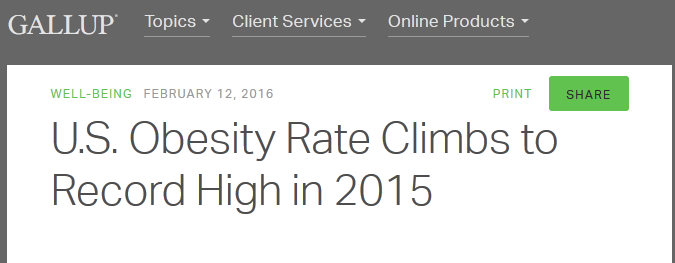 GALLUP® Topics Client Services Online Products
WELL-BEING FEBRUARY 12, 2016 PRINT SHARE
U.S. Obesity Rate Climbs to
Record High in 2015